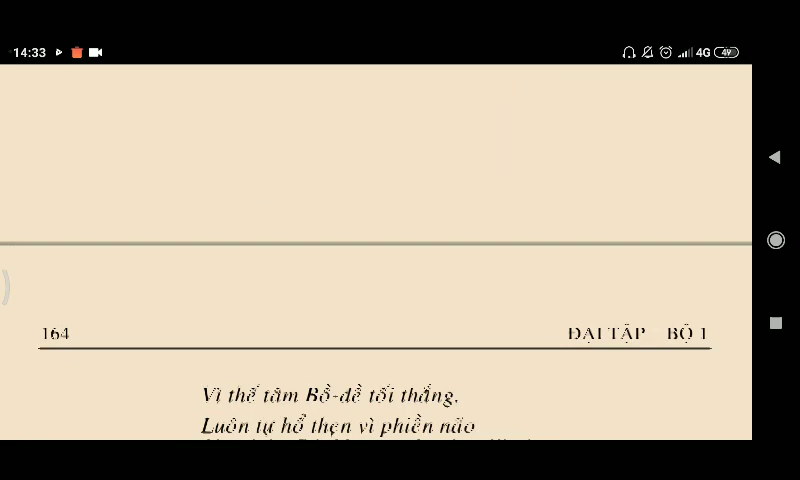 14:33
4G 49
164 ĐẠI TẬP BỘ 1
Vì thế tâm Bồ-đề tối thắng,
Luôn tự hổ thẹn vì phiền não